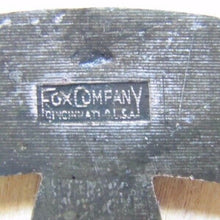 FOX COMPANY
CINCINNATI O. U.S.A.